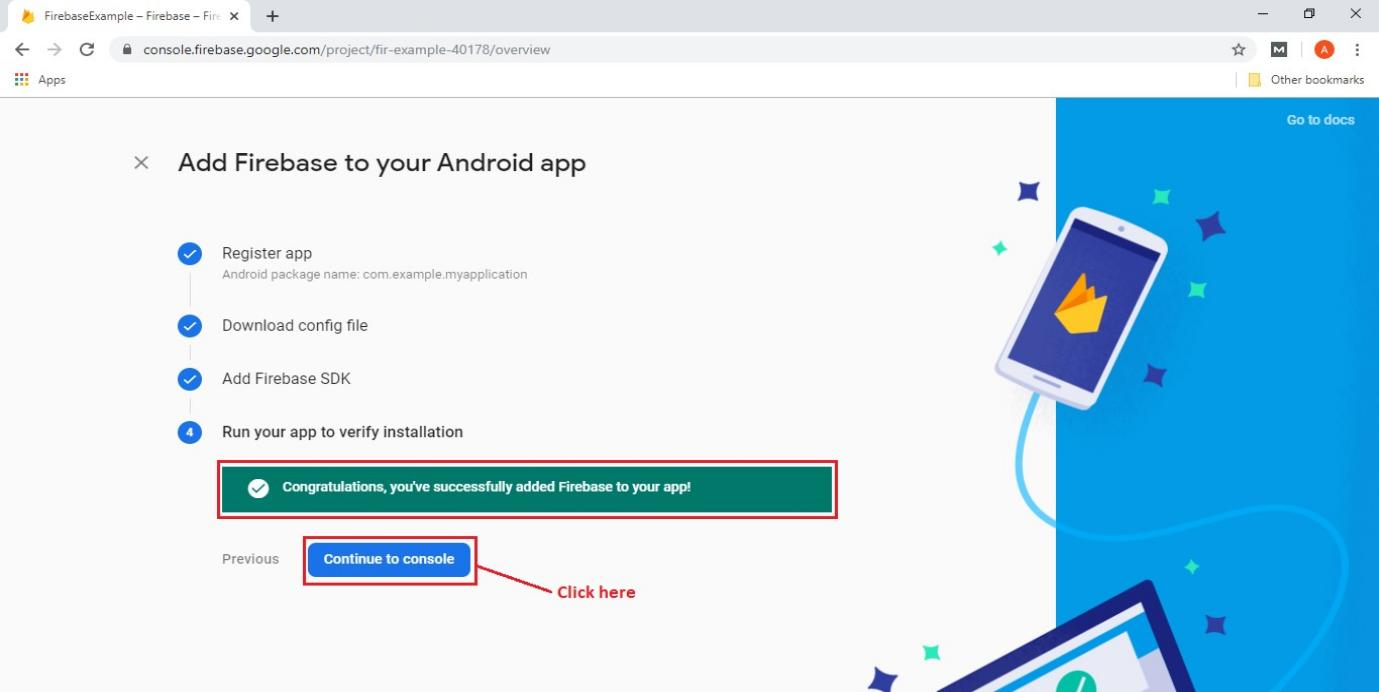 FirebaseExample – Firebase – Fire
console.firebase.google.com/project/fir-example-40178/overview
M
A
Apps
Other bookmarks
Go to docs
Add Firebase to your Android app
Register app
Android package name: com.example.myapplication
Download config file
Add Firebase SDK
4
Run your app to verify installation
Congratulations, you've successfully added Firebase to your app!
Previous
Continue to console
Click here